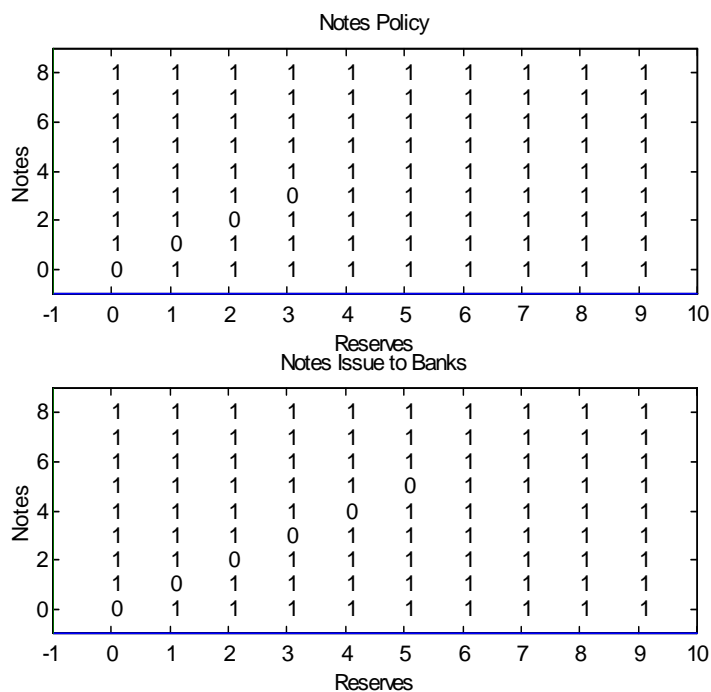 Notes Policy
8 1 1 1 1 1 1 1 1 1 1
1 1 1 1 1 1 1 1 1 1
6 1 1 1 1 1 1 1 1 1 1
1 1 1 1 1 1 1 1 1 1
4 1 1 1 1 1 1 1 1 1 1
1 1 1 0 1 1 1 1 1 1
2 1 1 0 1 1 1 1 1 1 1
1 0 1 1 1 1 1 1 1 1
0 0 1 1 1 1 1 1 1 1 1
Notes
-1 0 1 2 3 4 5 6 7 8 9 10
Reserves
Notes Issue to Banks
8 1 1 1 1 1 1 1 1 1 1
1 1 1 1 1 1 1 1 1 1
6 1 1 1 1 1 1 1 1 1 1
1 1 1 1 1 0 1 1 1 1
4 1 1 1 1 0 1 1 1 1 1
1 1 1 0 1 1 1 1 1 1
2 1 1 0 1 1 1 1 1 1 1
1 0 1 1 1 1 1 1 1 1
0 0 1 1 1 1 1 1 1 1 1
Notes
-1 0 1 2 3 4 5 6 7 8 9 10
Reserves